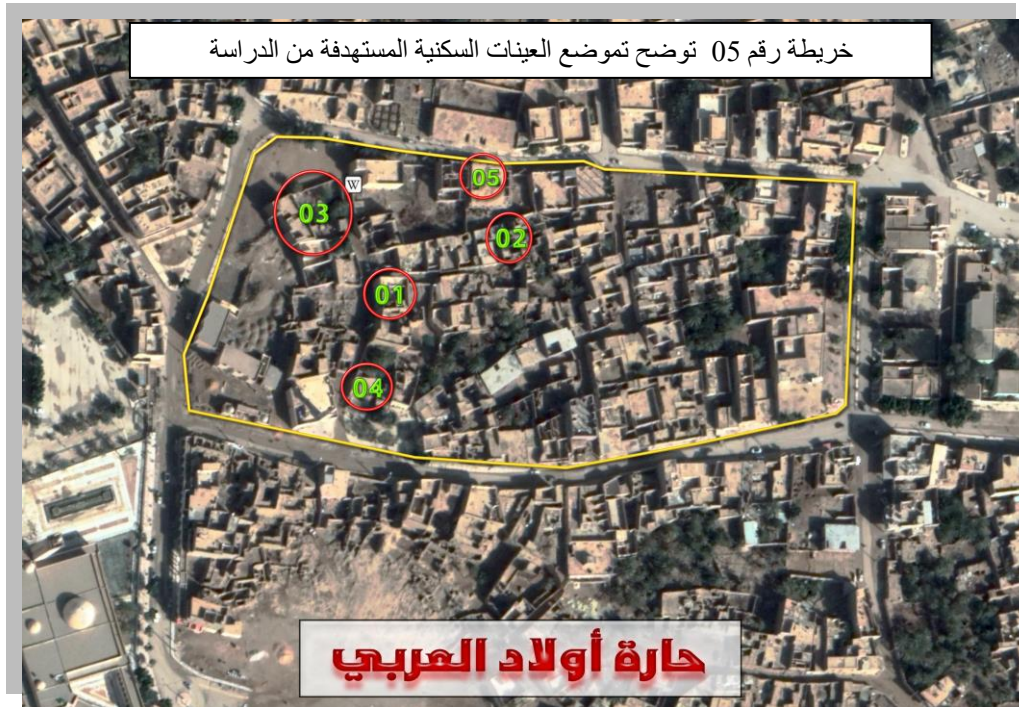 خريطة رقم 05 توضح تموضع العينات السكنية المستهدفة من الدراسة
05
W
03
02
01
04
حارة أولاد العربي